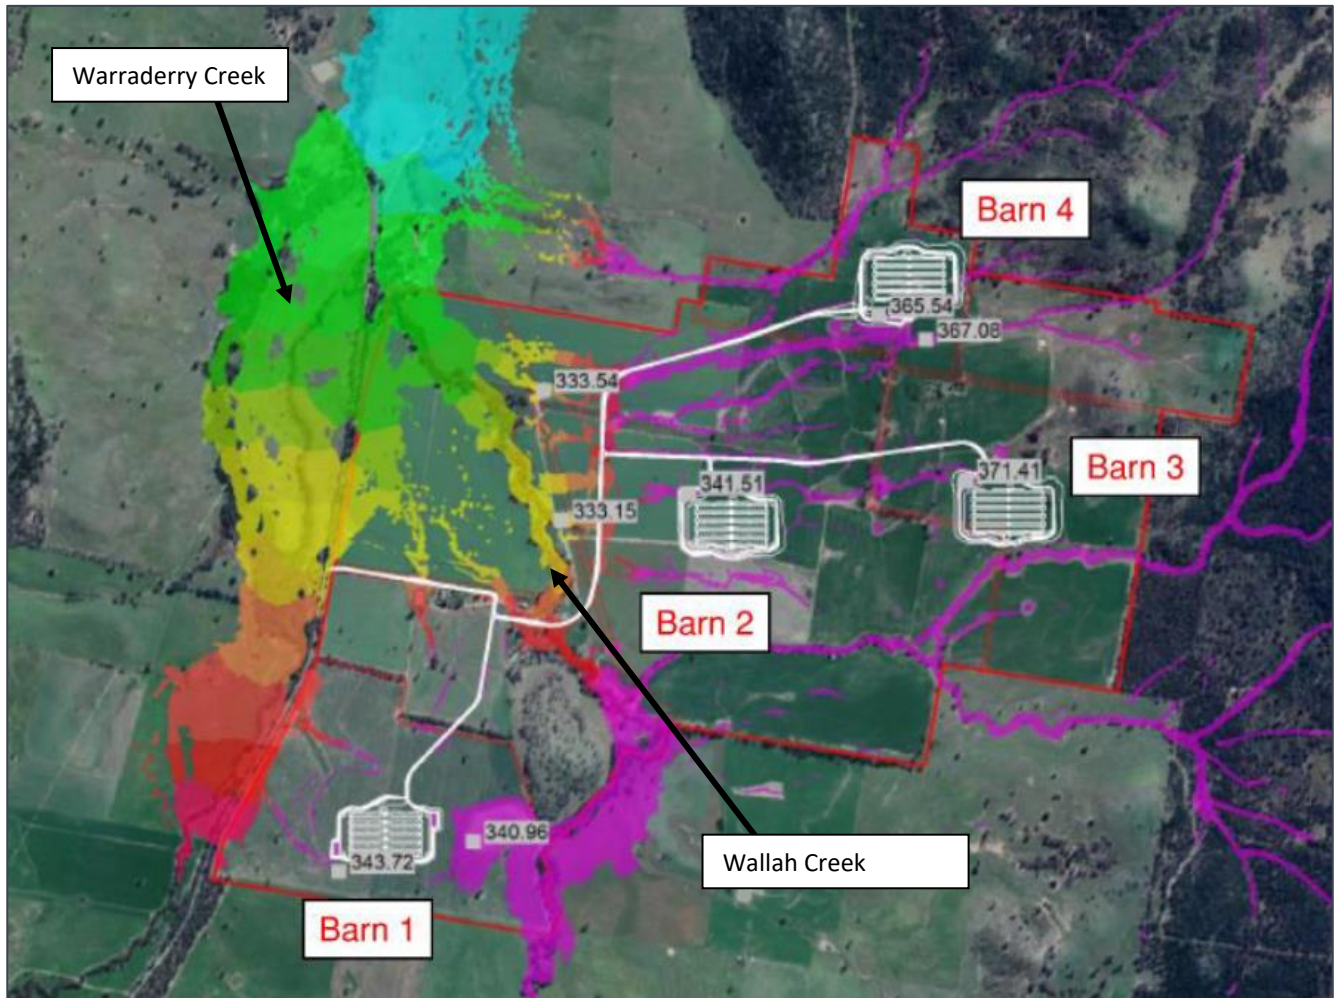 Warraderry Creek
Barn 4
365.54
367.08
333.54
Barn 3
371.41
341.51
333.15
Barn 2
340.96
343.72
Wallah Creek
Barn 1